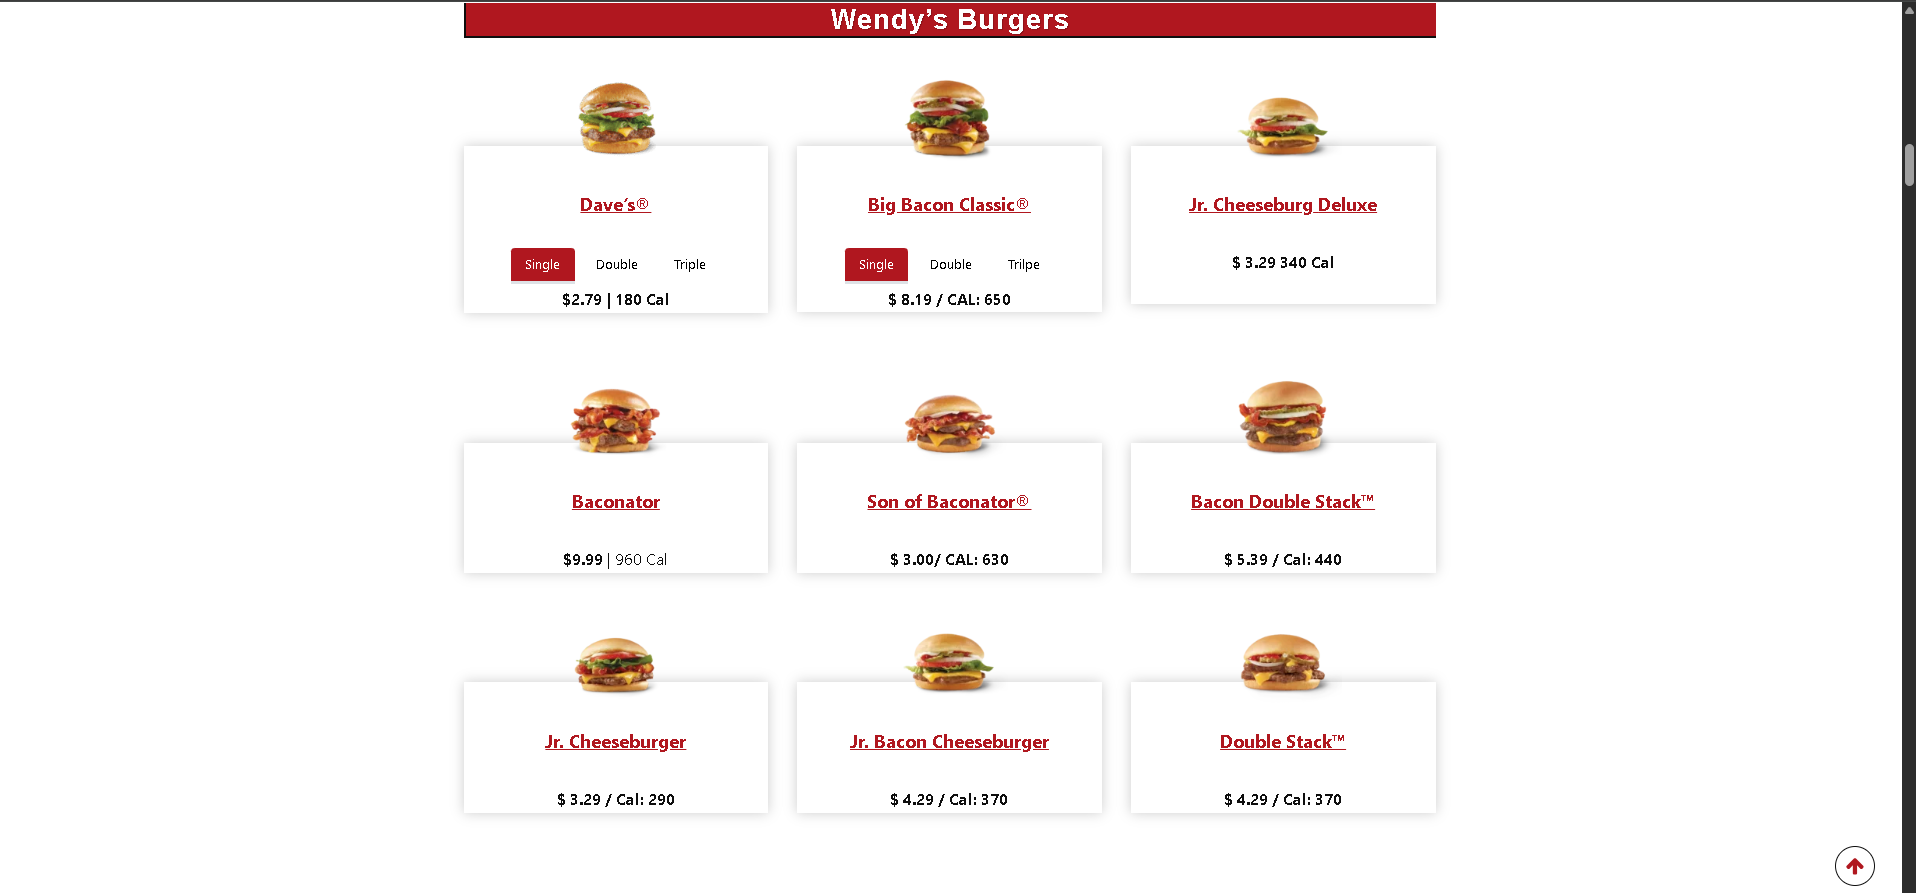 Wendy’s Burgers
Dave’s®
Single Double Triple
$2.79 | 180 Cal
Big Bacon Classic®
Single Double Trilpe
$ 8.19 / CAL: 650
Jr. Cheeseburg Deluxe
$ 3.29 340 Cal
Baconator
$9.99 | 960 Cal
Son of Baconator®
$ 3.00/ CAL: 630
Bacon Double Stack™
$ 5.39 / Cal: 440
Jr. Cheeseburger
$ 3.29 / Cal: 290
Jr. Bacon Cheeseburger
$ 4.29 / Cal: 370
Double Stack™
$ 4.29 / Cal: 370